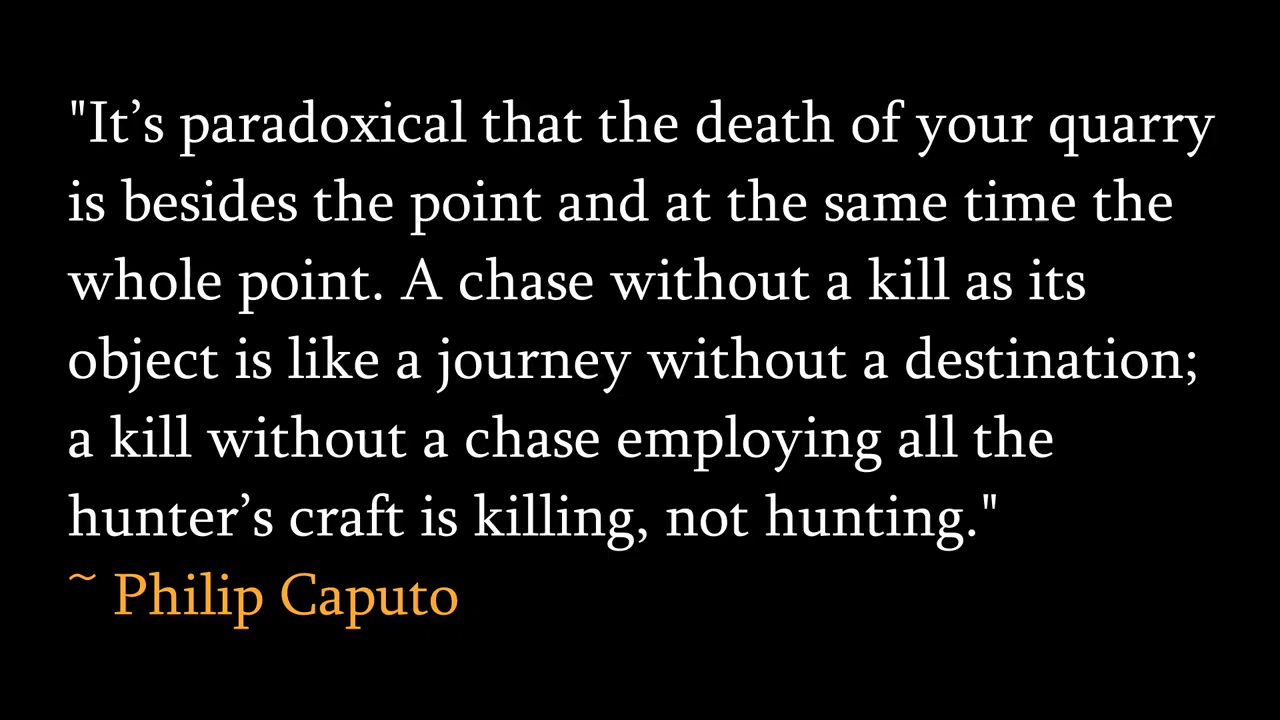 "It’s paradoxical that the death of your quarry
is besides the point and at the same time the
whole point. A chase without a kill as its
object is like a journey without a destination;
a kill without a chase employing all the
hunter’s craft is killing, not hunting."
~ Philip Caputo